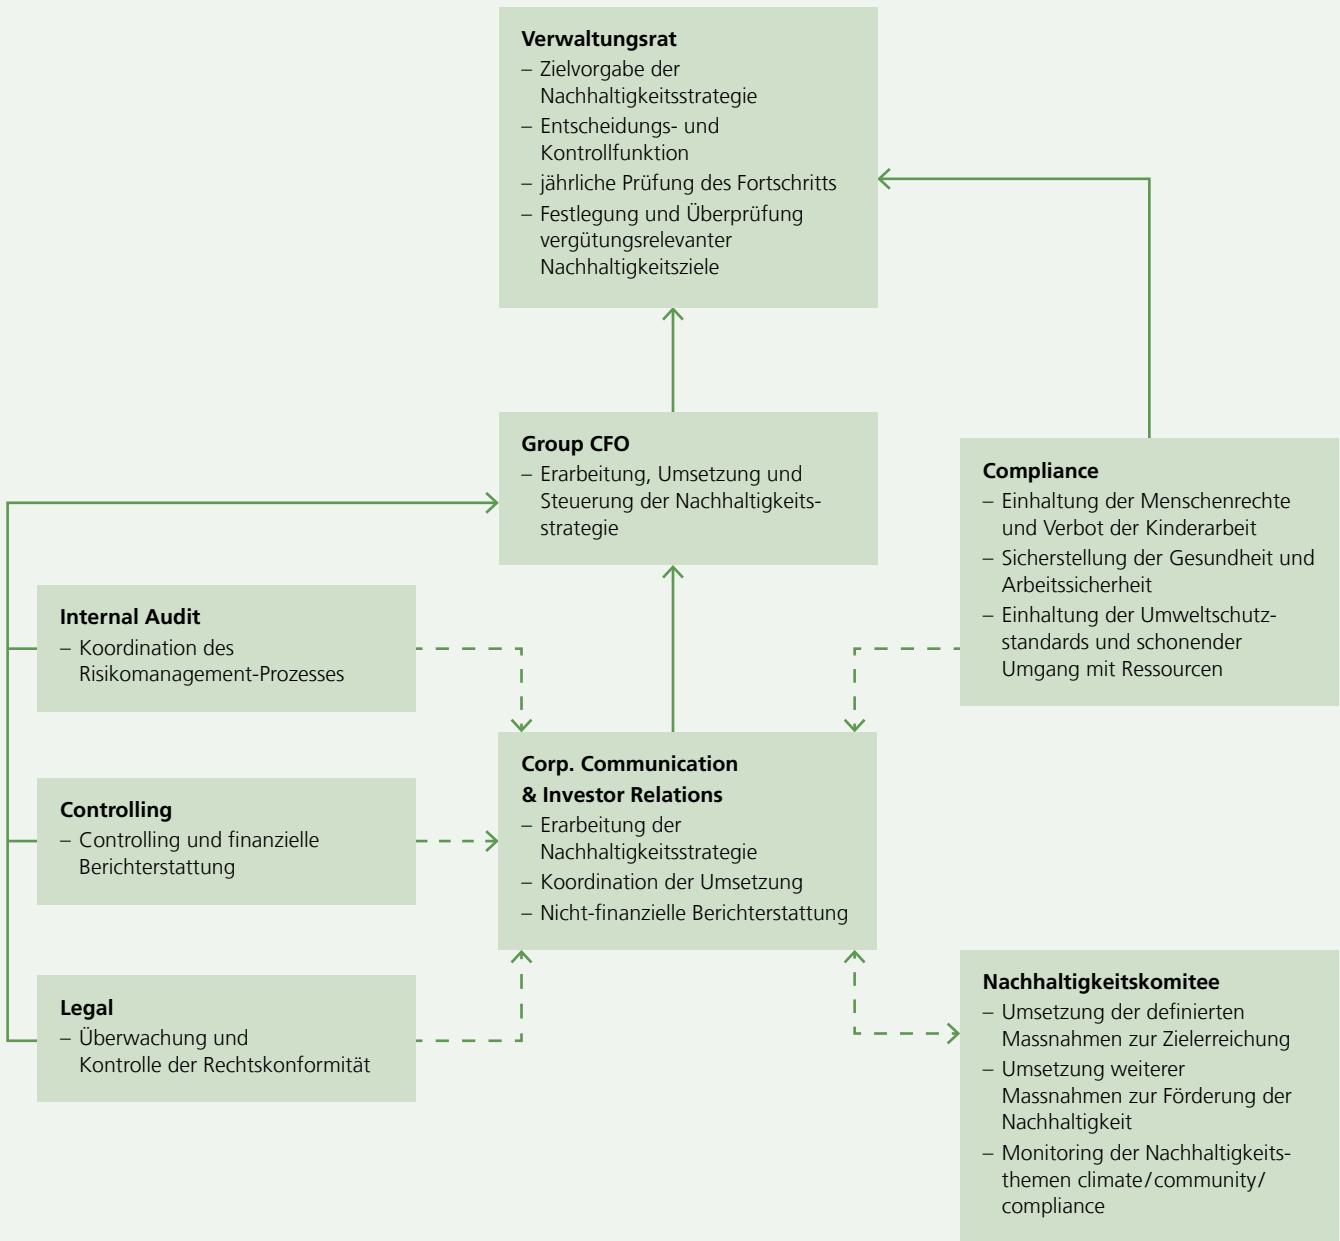 Verwaltungsrat
– Zielvorgabe der
Nachhaltigkeitsstrategie
– Entscheidungs- und
Kontrollfunktion
– jährliche Prüfung des Fortschritts
– Festlegung und Überprüfung
vergütungsrelevanter
Nachhaltigkeitsziele
Group CFO
– Erarbeitung, Umsetzung und
Steuerung der Nachhaltigkeits-
strategie
Compliance
– Einhaltung der Menschenrechte
und Verbot der Kinderarbeit
– Sicherstellung der Gesundheit und
Arbeitssicherheit
– Einhaltung der Umweltschutz-
standards und schonender
Umgang mit Ressourcen
Internal Audit
– Koordination des
Risikomanagement-Prozesses
Corp. Communication
& Investor Relations
– Erarbeitung der
Nachhaltigkeitsstrategie
– Koordination der Umsetzung
– Nicht-finanzielle Berichterstattung
Controlling
– Controlling und finanzielle
Berichterstattung
Legal
– Überwachung und
Kontrolle der Rechtskonformität
Nachhaltigkeitskomitee
– Umsetzung der definierten
Massnahmen zur Zielerreichung
– Umsetzung weiterer
Massnahmen zur Förderung der
Nachhaltigkeit
– Monitoring der Nachhaltigkeits-
themen climate/community/
compliance